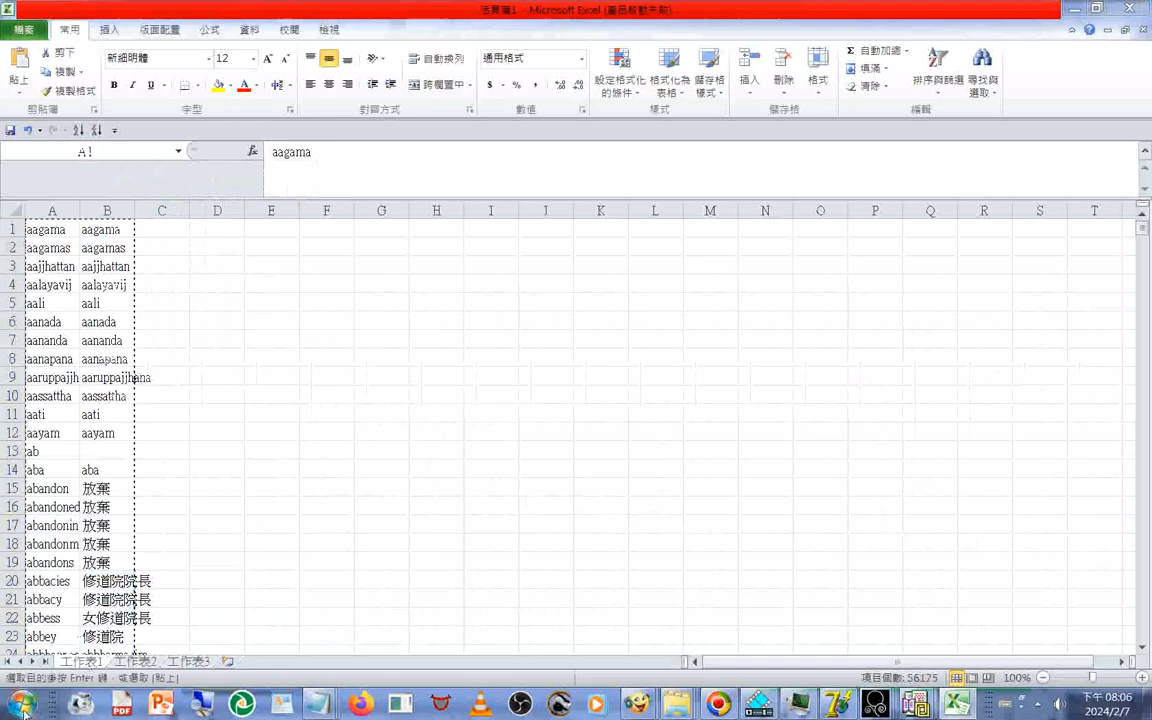 活頁簿1 - Microsoft Excel (產品啟動失敗)
檔案 常用 插入 版面配置 公式 資料 校閱 檢視
貼上 剪下 複製 複製格式 剪貼簿
新細明體 12 B I U A 字型
自動換列 跨欄置中 對齊方式
通用格式 $ % , 數值
設定格式化的條件 格式化為表格 儲存格樣式 樣式
插入 刪除 格式 儲存格
Σ 自動加總 填滿 清除 排序與篩選 尋找與選取 編輯
A1 fx aagama
A B C D E F G H I J K L M N O P Q R S T
1 aagama aagama
2 aagamas aagamas
3 aajjhattan aajjhattan
4 aalayavij aalayavij
5 aali aali
6 aanada aanada
7 aananda aananda
8 aanapana aanapana
9 aaruppajjh aaruppajjhana
10 aassattha aassattha
11 aati aati
12 aayam aayam
13 ab
14 aba aba
15 abandon 放棄
16 abandoned 放棄
17 abandonin 放棄
18 abandonm 放棄
19 abandons 放棄
20 abbacies 修道院院長
21 abbacy 修道院院長
22 abbess 女修道院長
23 abbey 修道院
工作表1 工作表2 工作表3
選取目的後按 Enter 鍵，或選取 [貼上] 項目個數: 56175 100%
下午 08:06
2024/2/7